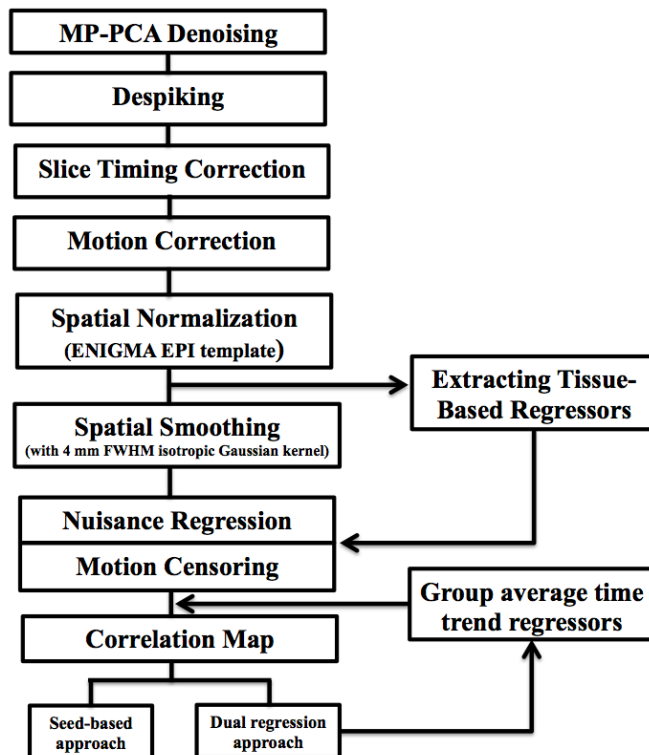 MP-PCA Denoising
Despiking
Slice Timing Correction
Motion Correction
Spatial Normalization
(ENIGMA EPI template)
Extracting Tissue-
Based Regressors
Spatial Smoothing
(with 4 mm FWHM isotropic Gaussian kernel)
Nuisance Regression
Motion Censoring
Group average time
trend regressors
Correlation Map
Seed-based
approach
Dual regression
approach